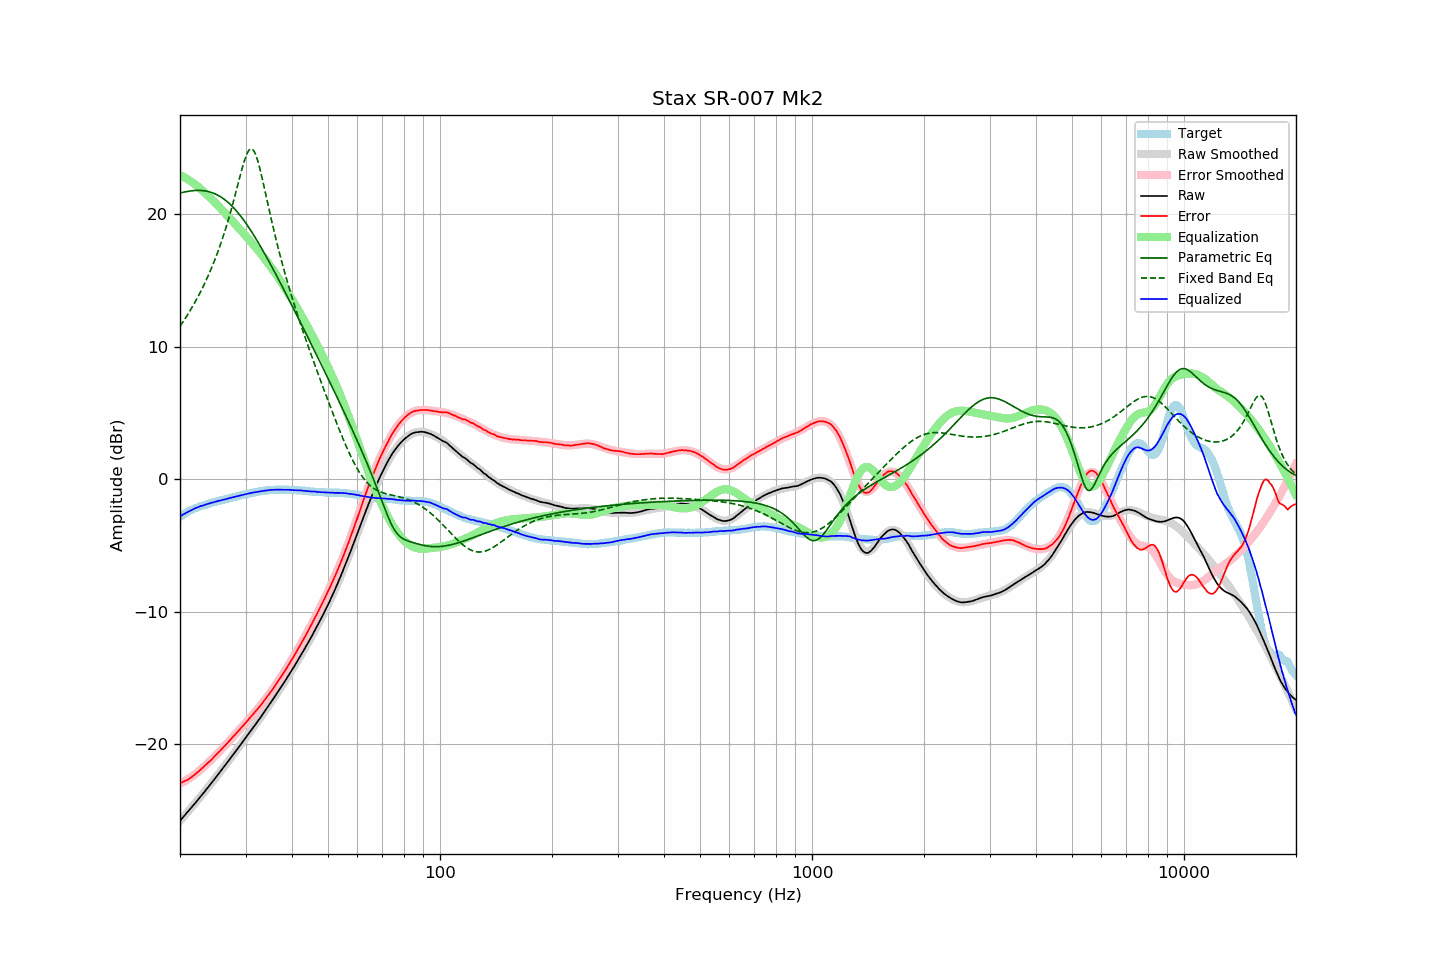 Stax SR-007 Mk2
Target
Raw Smoothed
Error Smoothed
Raw
Error
Equalization
Parametric Eq
Fixed Band Eq
Equalized
20
10
0
−10
−20
Amplitude (dBr)
100
1000
10000
Frequency (Hz)